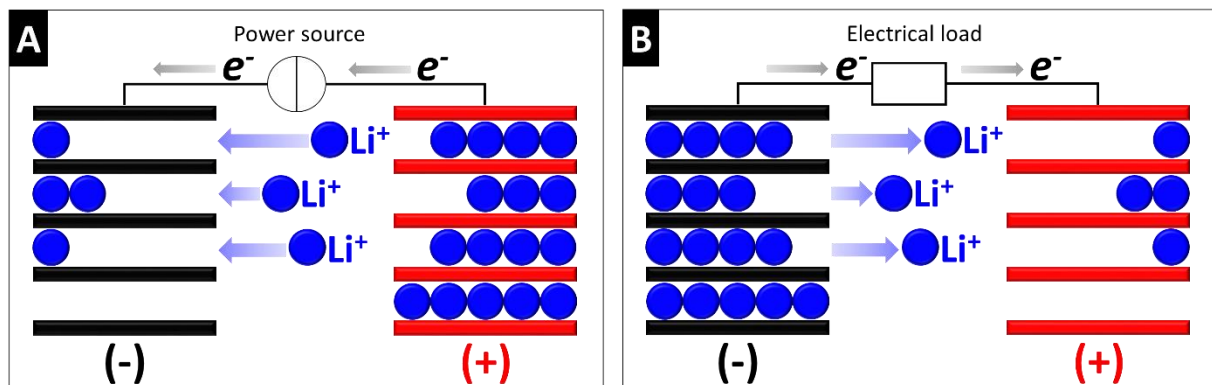 A
Power source
e⁻ e⁻
Li⁺
Li⁺
Li⁺
(-) (+)
B
Electrical load
e⁻ e⁻
Li⁺
Li⁺
Li⁺
(-) (+)